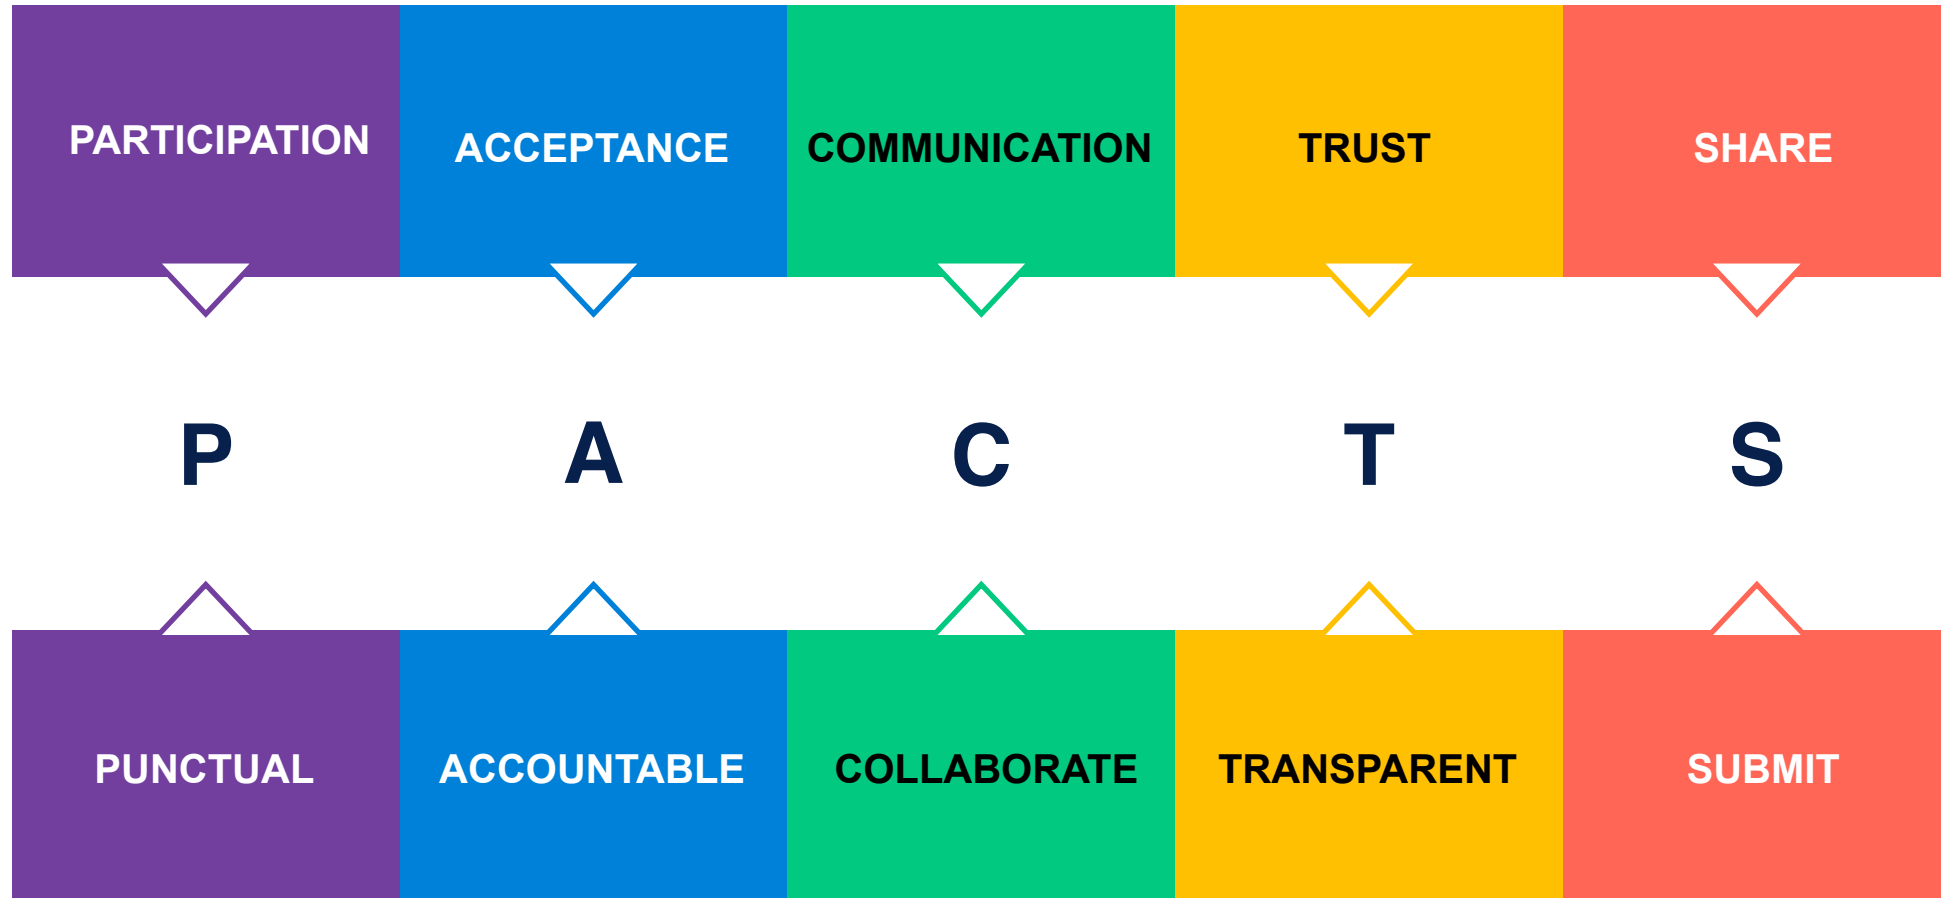 PARTICIPATION
ACCEPTANCE
COMMUNICATION
TRUST
SHARE
P
A
C
T
S
PUNCTUAL
ACCOUNTABLE
COLLABORATE
TRANSPARENT
SUBMIT